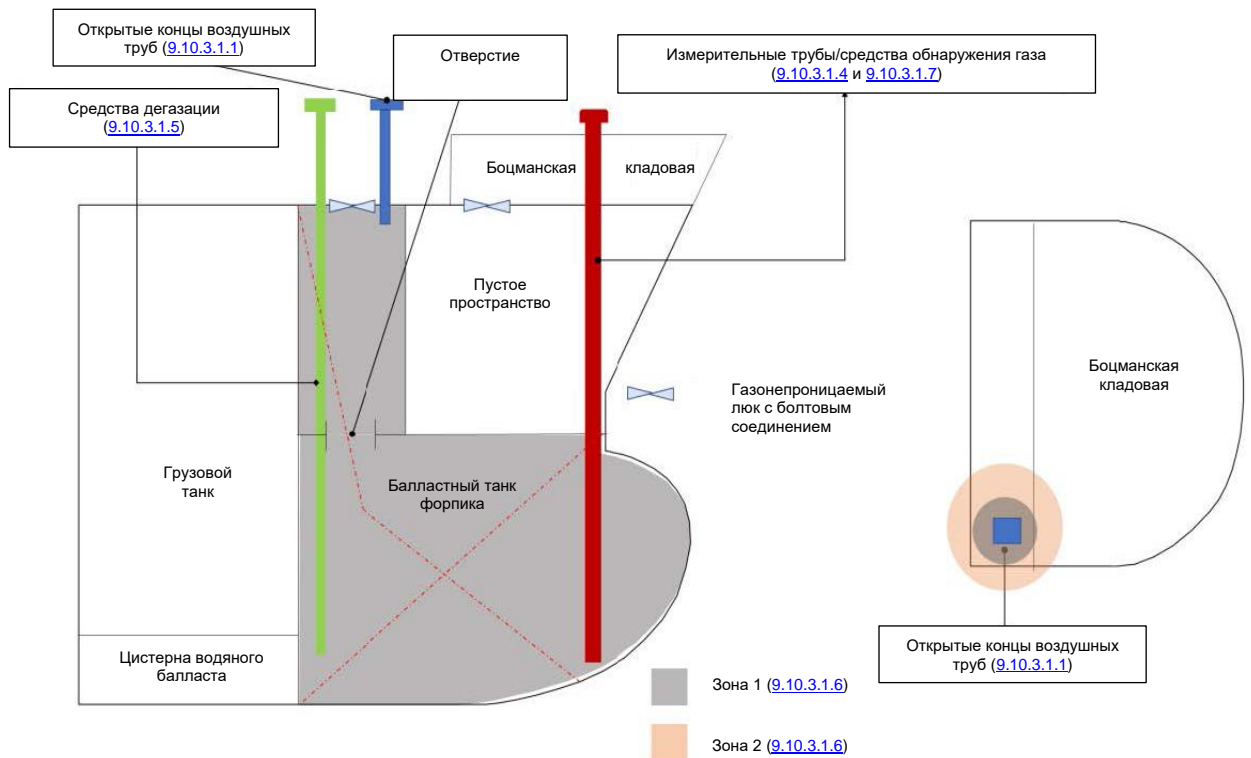 Открытые концы воздушных
труб (9.10.3.1.1)
Отверстие
Измерительные трубы/средства обнаружения газа
(9.10.3.1.4 и 9.10.3.1.7)
Средства дегазации
(9.10.3.1.5)
Боцманская кладовая
Пустое
пространство
Газонепроницаемый
люк с болтовым
соединением
Боцманская
кладовая
Грузовой
танк
Балластный танк
форпика
Цистерна водяного
балласта
Открытые концы воздушных
труб (9.10.3.1.1)
Зона 1 (9.10.3.1.6)
Зона 2 (9.10.3.1.6)